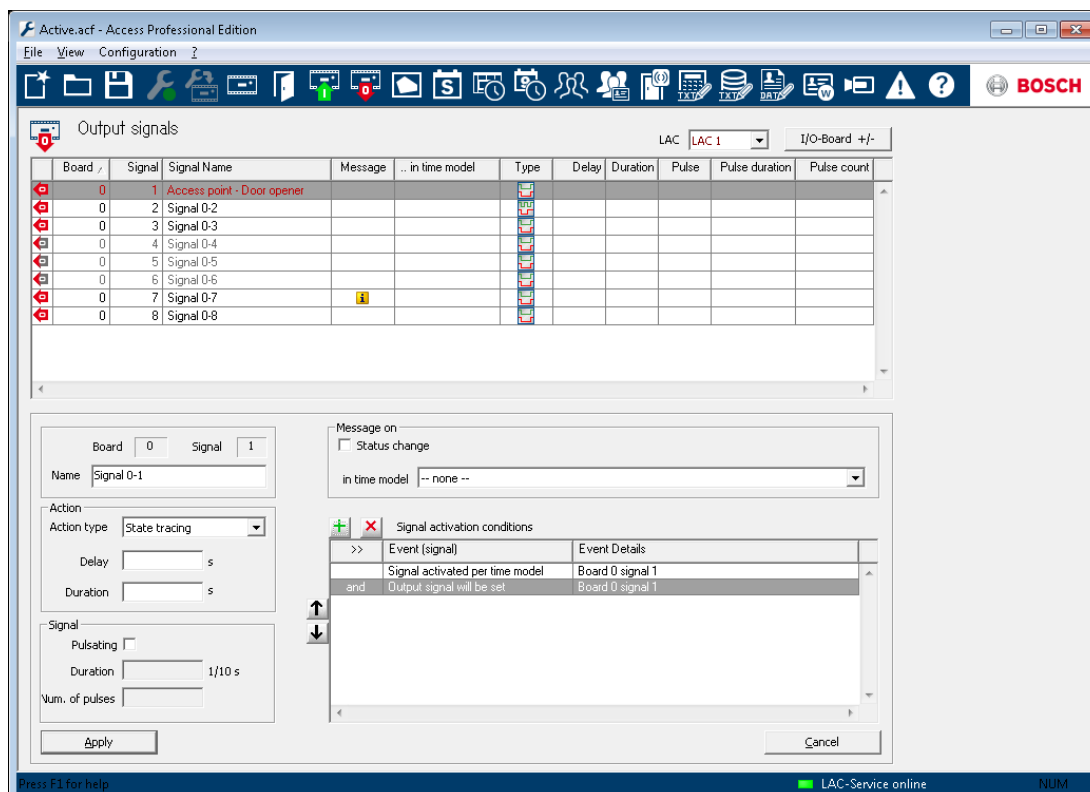 Active.acf - Access Professional Edition
File View Configuration ?
I O S TXT TXT DATA W ? BOSCH
Output signals
LAC LAC 1 I/O-Board +/-
Board Signal Signal Name Message .. in time model Type Delay Duration Pulse Pulse duration Pulse count
0 1 Access point - Door opener
0 2 Signal 0-2
0 3 Signal 0-3
0 4 Signal 0-4
0 5 Signal 0-5
0 6 Signal 0-6
0 7 Signal 0-7 i
0 8 Signal 0-8
Message on
Board 0 Signal 1 Status change
Name Signal 0-1 in time model -- none --
Action
Action type State tracing Signal activation conditions
>> Event (signal) Event Details
Delay s Signal activated per time model Board 0 signal 1
Duration s and Output signal will be set Board 0 signal 1
Signal
Pulsating
Duration 1/10 s
Num. of pulses
Apply Cancel
Press F1 for help LAC-Service online NUM